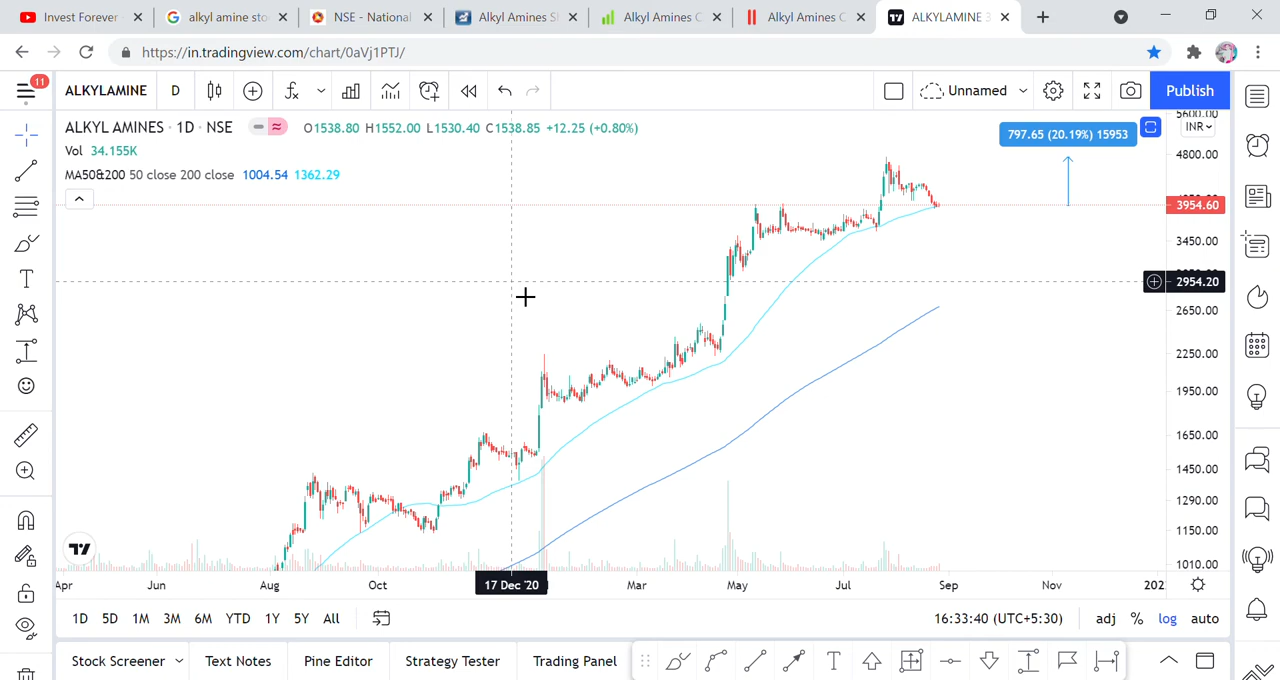 Invest Forever
alkyl amine sto
NSE - National
Alkyl Amines S
Alkyl Amines C
Alkyl Amines C
ALKYLAMINE 3
https://in.tradingview.com/chart/0aVj1PTJ/
11
ALKYLAMINE
D
Unnamed
Publish
ALKYL AMINES · 1D · NSE
O1538.80 H1552.00 L1530.40 C1538.85 +12.25 (+0.80%)
Vol 34.155K
MA50&200 50 close 200 close 1004.54 1362.29
797.65 (20.19%) 15953
5600.00
INR
4800.00
3954.60
3450.00
2954.20
2650.00
2250.00
1950.00
1650.00
1450.00
1290.00
1150.00
1010.00
Apr Jun Aug Oct 17 Dec '20 Mar May Jul Sep Nov 202
1D 5D 1M 3M 6M YTD 1Y 5Y All
16:33:40 (UTC+5:30) adj % log auto
Stock Screener Text Notes Pine Editor Strategy Tester Trading Panel